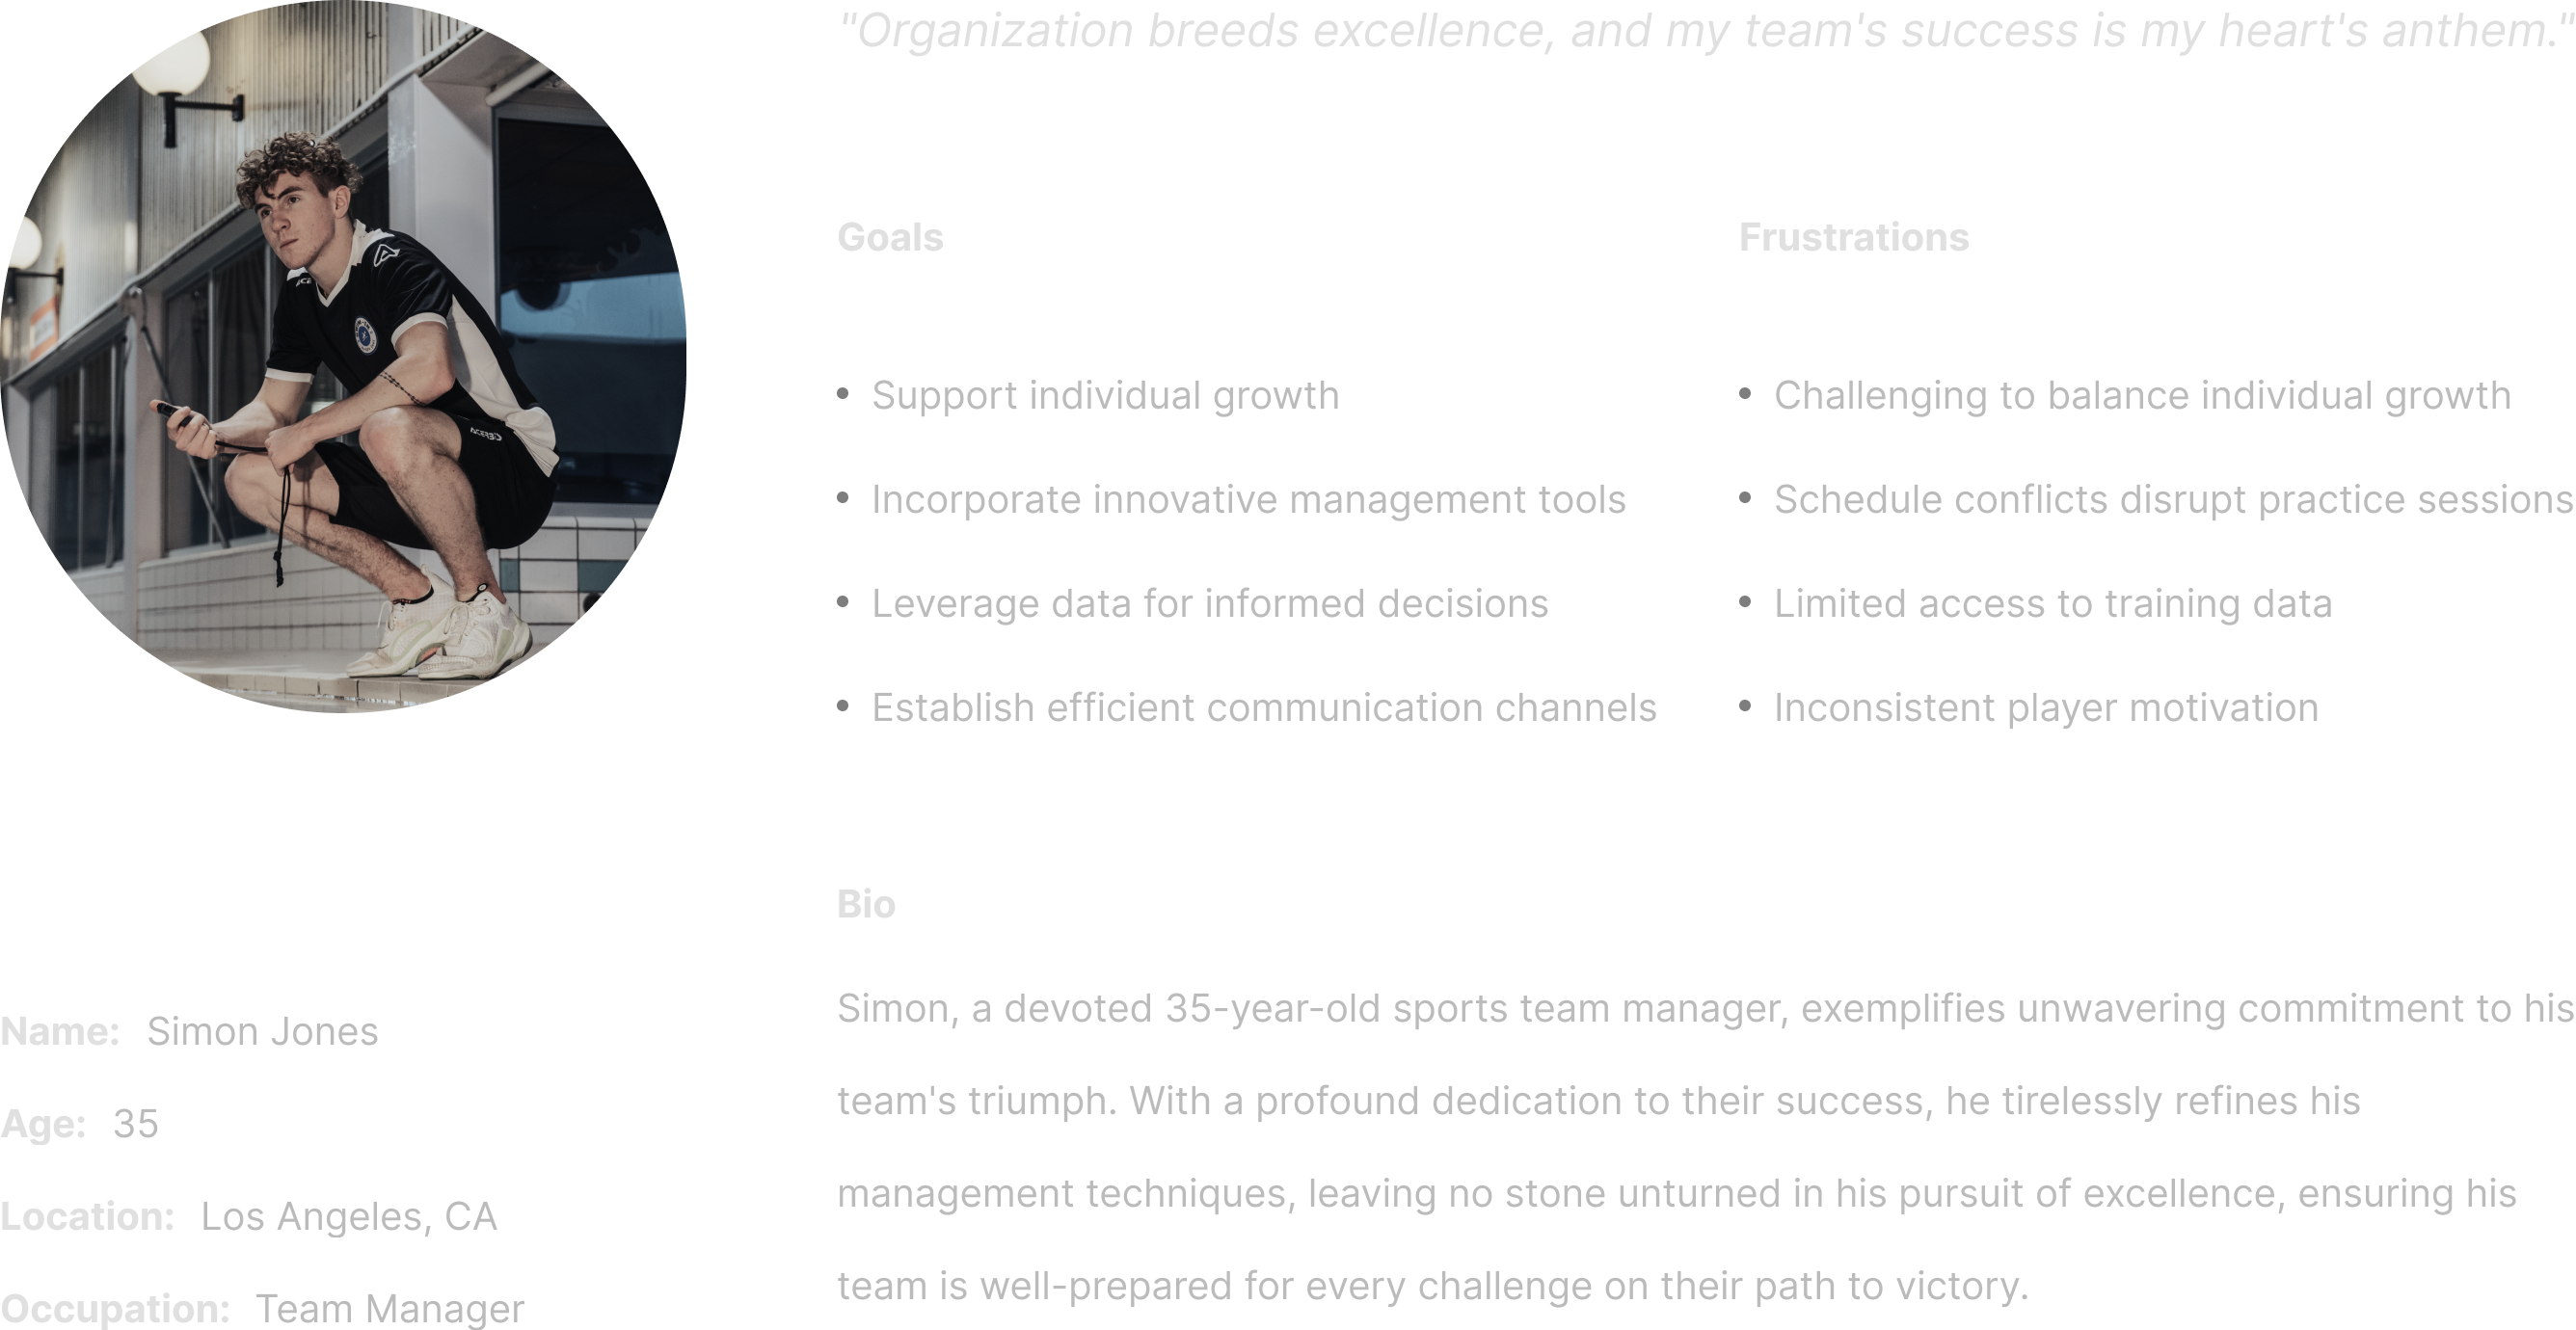 "Organization breeds excellence, and my team's success is my heart's anthem."
Goals
Support individual growth
Incorporate innovative management tools
Leverage data for informed decisions
Establish efficient communication channels
Frustrations
Challenging to balance individual growth
Schedule conflicts disrupt practice sessions
Limited access to training data
Inconsistent player motivation
Name: Simon Jones
Age: 35
Location: Los Angeles, CA
Occupation: Team Manager
Bio
Simon, a devoted 35-year-old sports team manager, exemplifies unwavering commitment to his
team's triumph. With a profound dedication to their success, he tirelessly refines his
management techniques, leaving no stone unturned in his pursuit of excellence, ensuring his
team is well-prepared for every challenge on their path to victory.